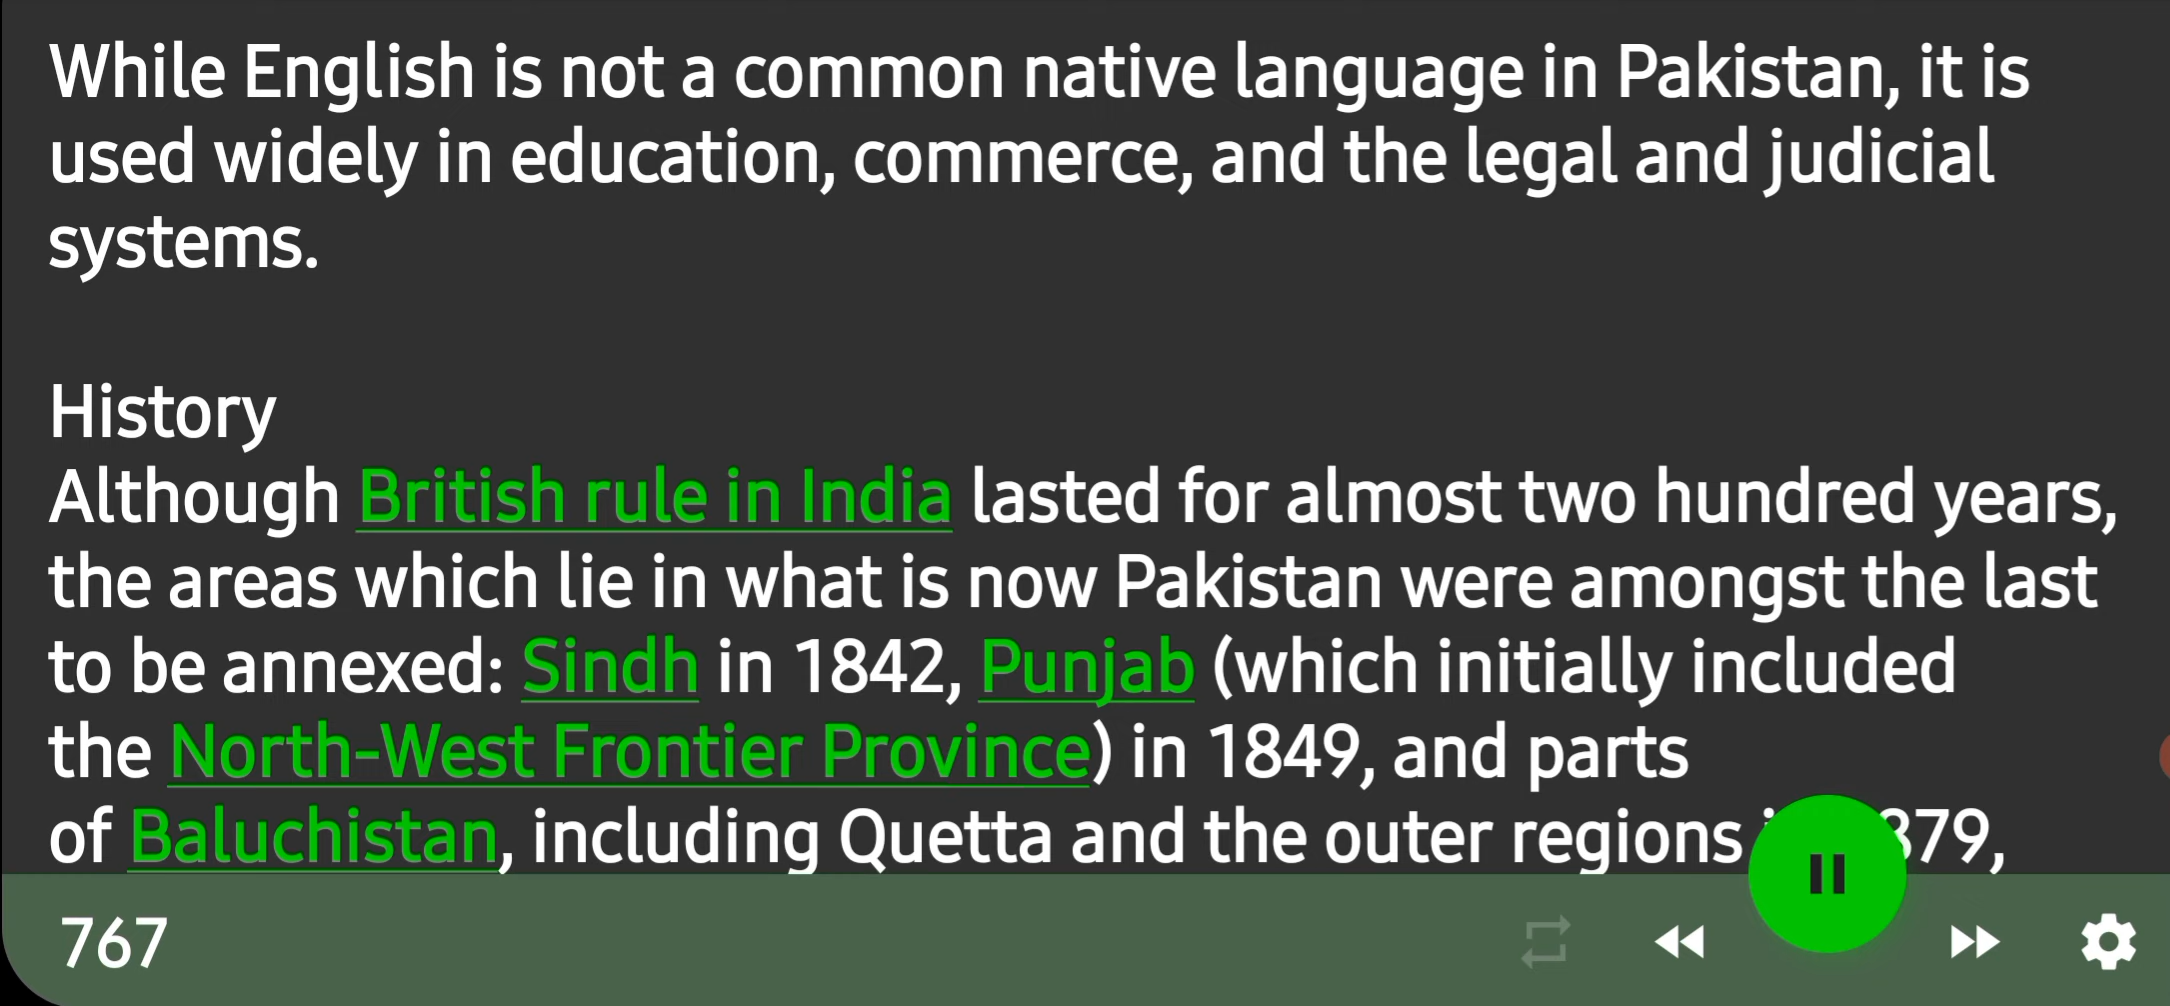 While English is not a common native language in Pakistan, it is
used widely in education, commerce, and the legal and judicial
systems.
History
Although British rule in India lasted for almost two hundred years,
the areas which lie in what is now Pakistan were amongst the last
to be annexed: Sindh in 1842, Punjab (which initially included
the North-West Frontier Province) in 1849, and parts
of Baluchistan, including Quetta and the outer regions
767